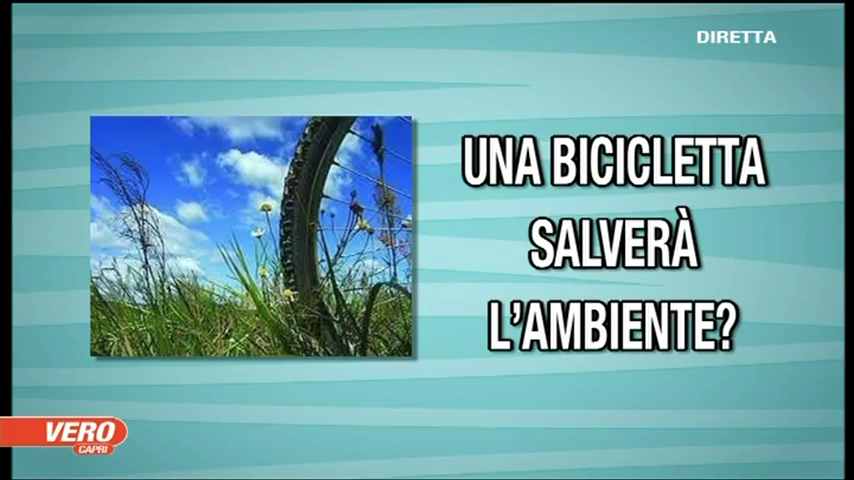 DIRETTA
UNA BICICLETTA
SALVERÀ
L'AMBIENTE?
VERO
CAPRI